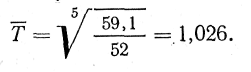 T̅ = ⁵√(59,1/52) = 1,026.